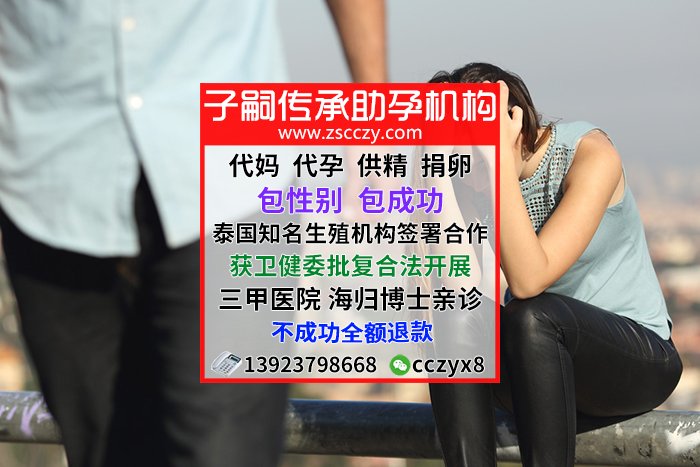 子嗣传承助孕机构
www.zscczy.com
代妈 代孕 供精 捐卵
包性别 包成功
泰国知名生殖机构签署合作
获卫健委批复合法开展
三甲医院 海归博士亲诊
不成功全额退款
13923798668 cczyx8